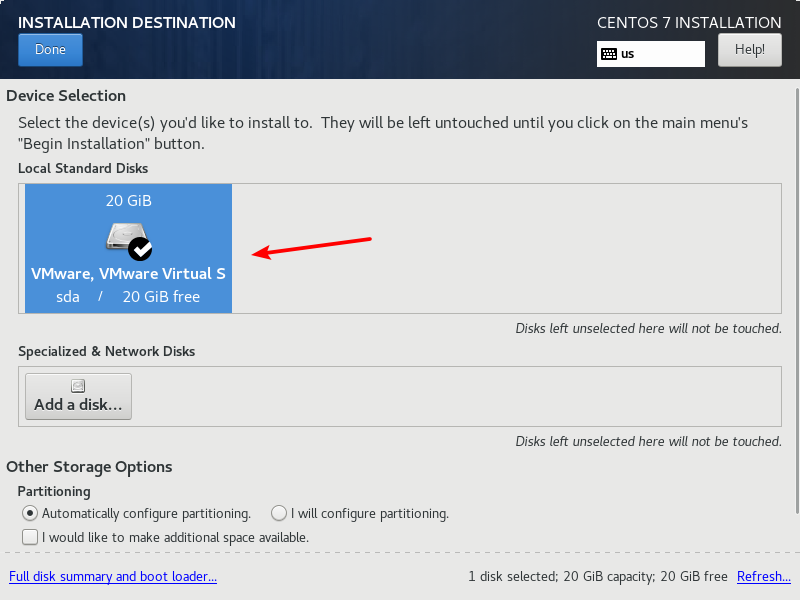 INSTALLATION DESTINATION
CENTOS 7 INSTALLATION
Done
us
Help!
Device Selection
Select the device(s) you'd like to install to.  They will be left untouched until you click on the main menu's
"Begin Installation" button.
Local Standard Disks
20 GiB
VMware, VMware Virtual S
sda / 20 GiB free
Disks left unselected here will not be touched.
Specialized & Network Disks
Add a disk...
Disks left unselected here will not be touched.
Other Storage Options
Partitioning
Automatically configure partitioning.
I will configure partitioning.
I would like to make additional space available.
Full disk summary and boot loader...
1 disk selected; 20 GiB capacity; 20 GiB free
Refresh...